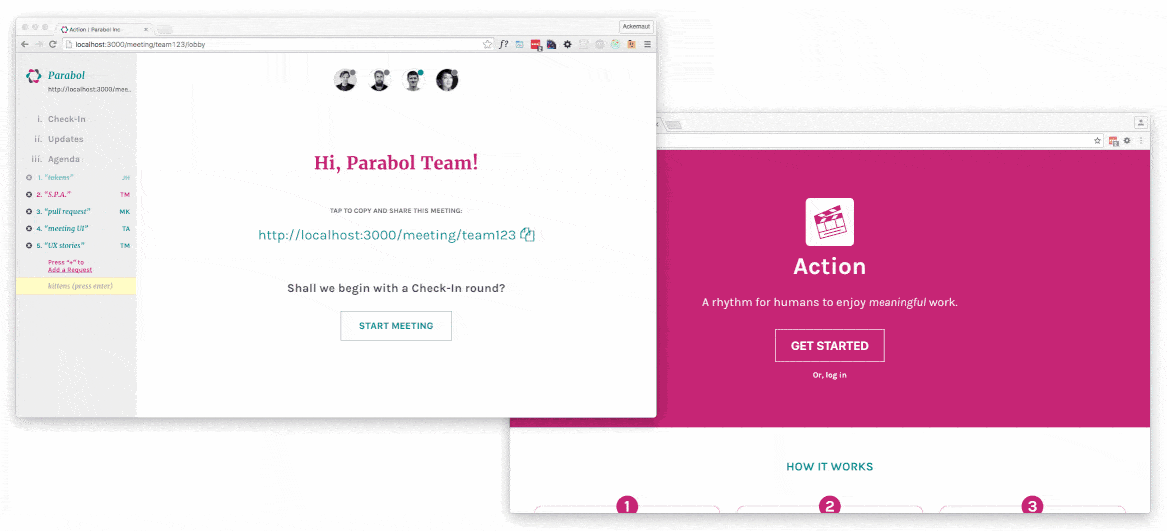 Action | Parabol Inc
Ackernaut
localhost:3000/meeting/team123/lobby
f?
Parabol
http://localhost:3000/mee...
i. Check-In
ii. Updates
iii. Agenda
1. "tokens" JH
2. "S.P.A." TM
3. "pull request" MK
4. "meeting UI" TA
5. "UX stories" TM
Press "+" to
Add a Request
kittens (press enter)
Hi, Parabol Team!
TAP TO COPY AND SHARE THIS MEETING:
http://localhost:3000/meeting/team123
Shall we begin with a Check-In round?
START MEETING
Action
A rhythm for humans to enjoy meaningful work.
GET STARTED
Or, log in
HOW IT WORKS
1 2 3